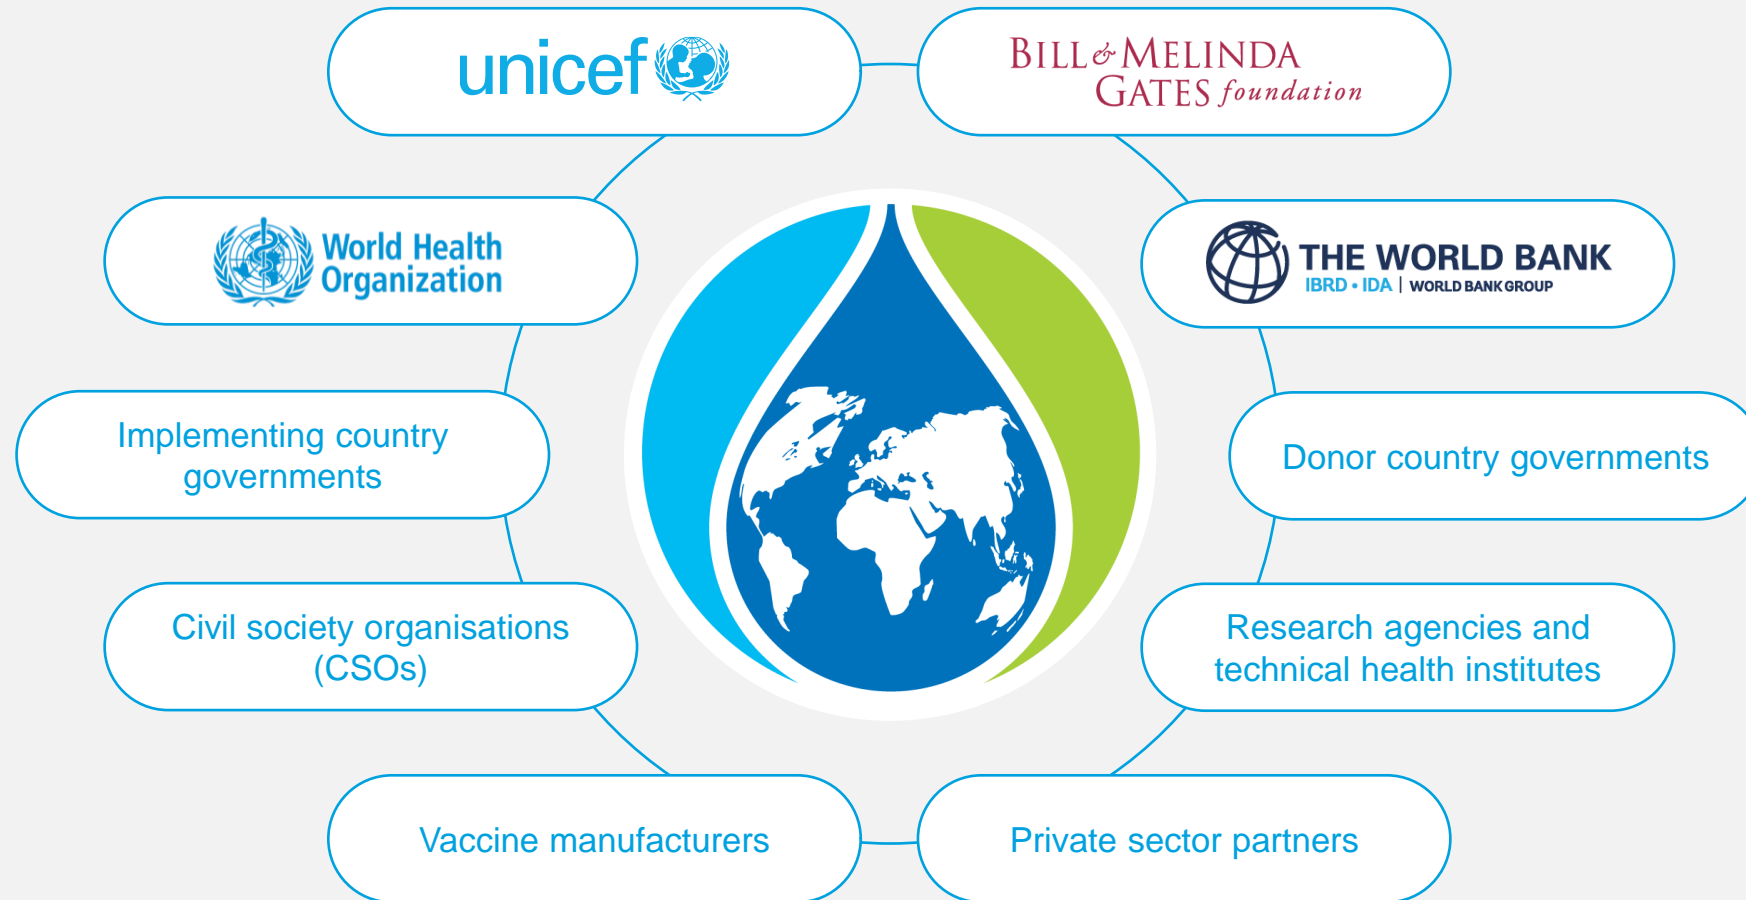 unicef
BILL & MELINDA
GATES foundation
World Health
Organization
THE WORLD BANK
IBRD • IDA | WORLD BANK GROUP
Implementing country
governments
Donor country governments
Civil society organisations
(CSOs)
Research agencies and
technical health institutes
Vaccine manufacturers
Private sector partners